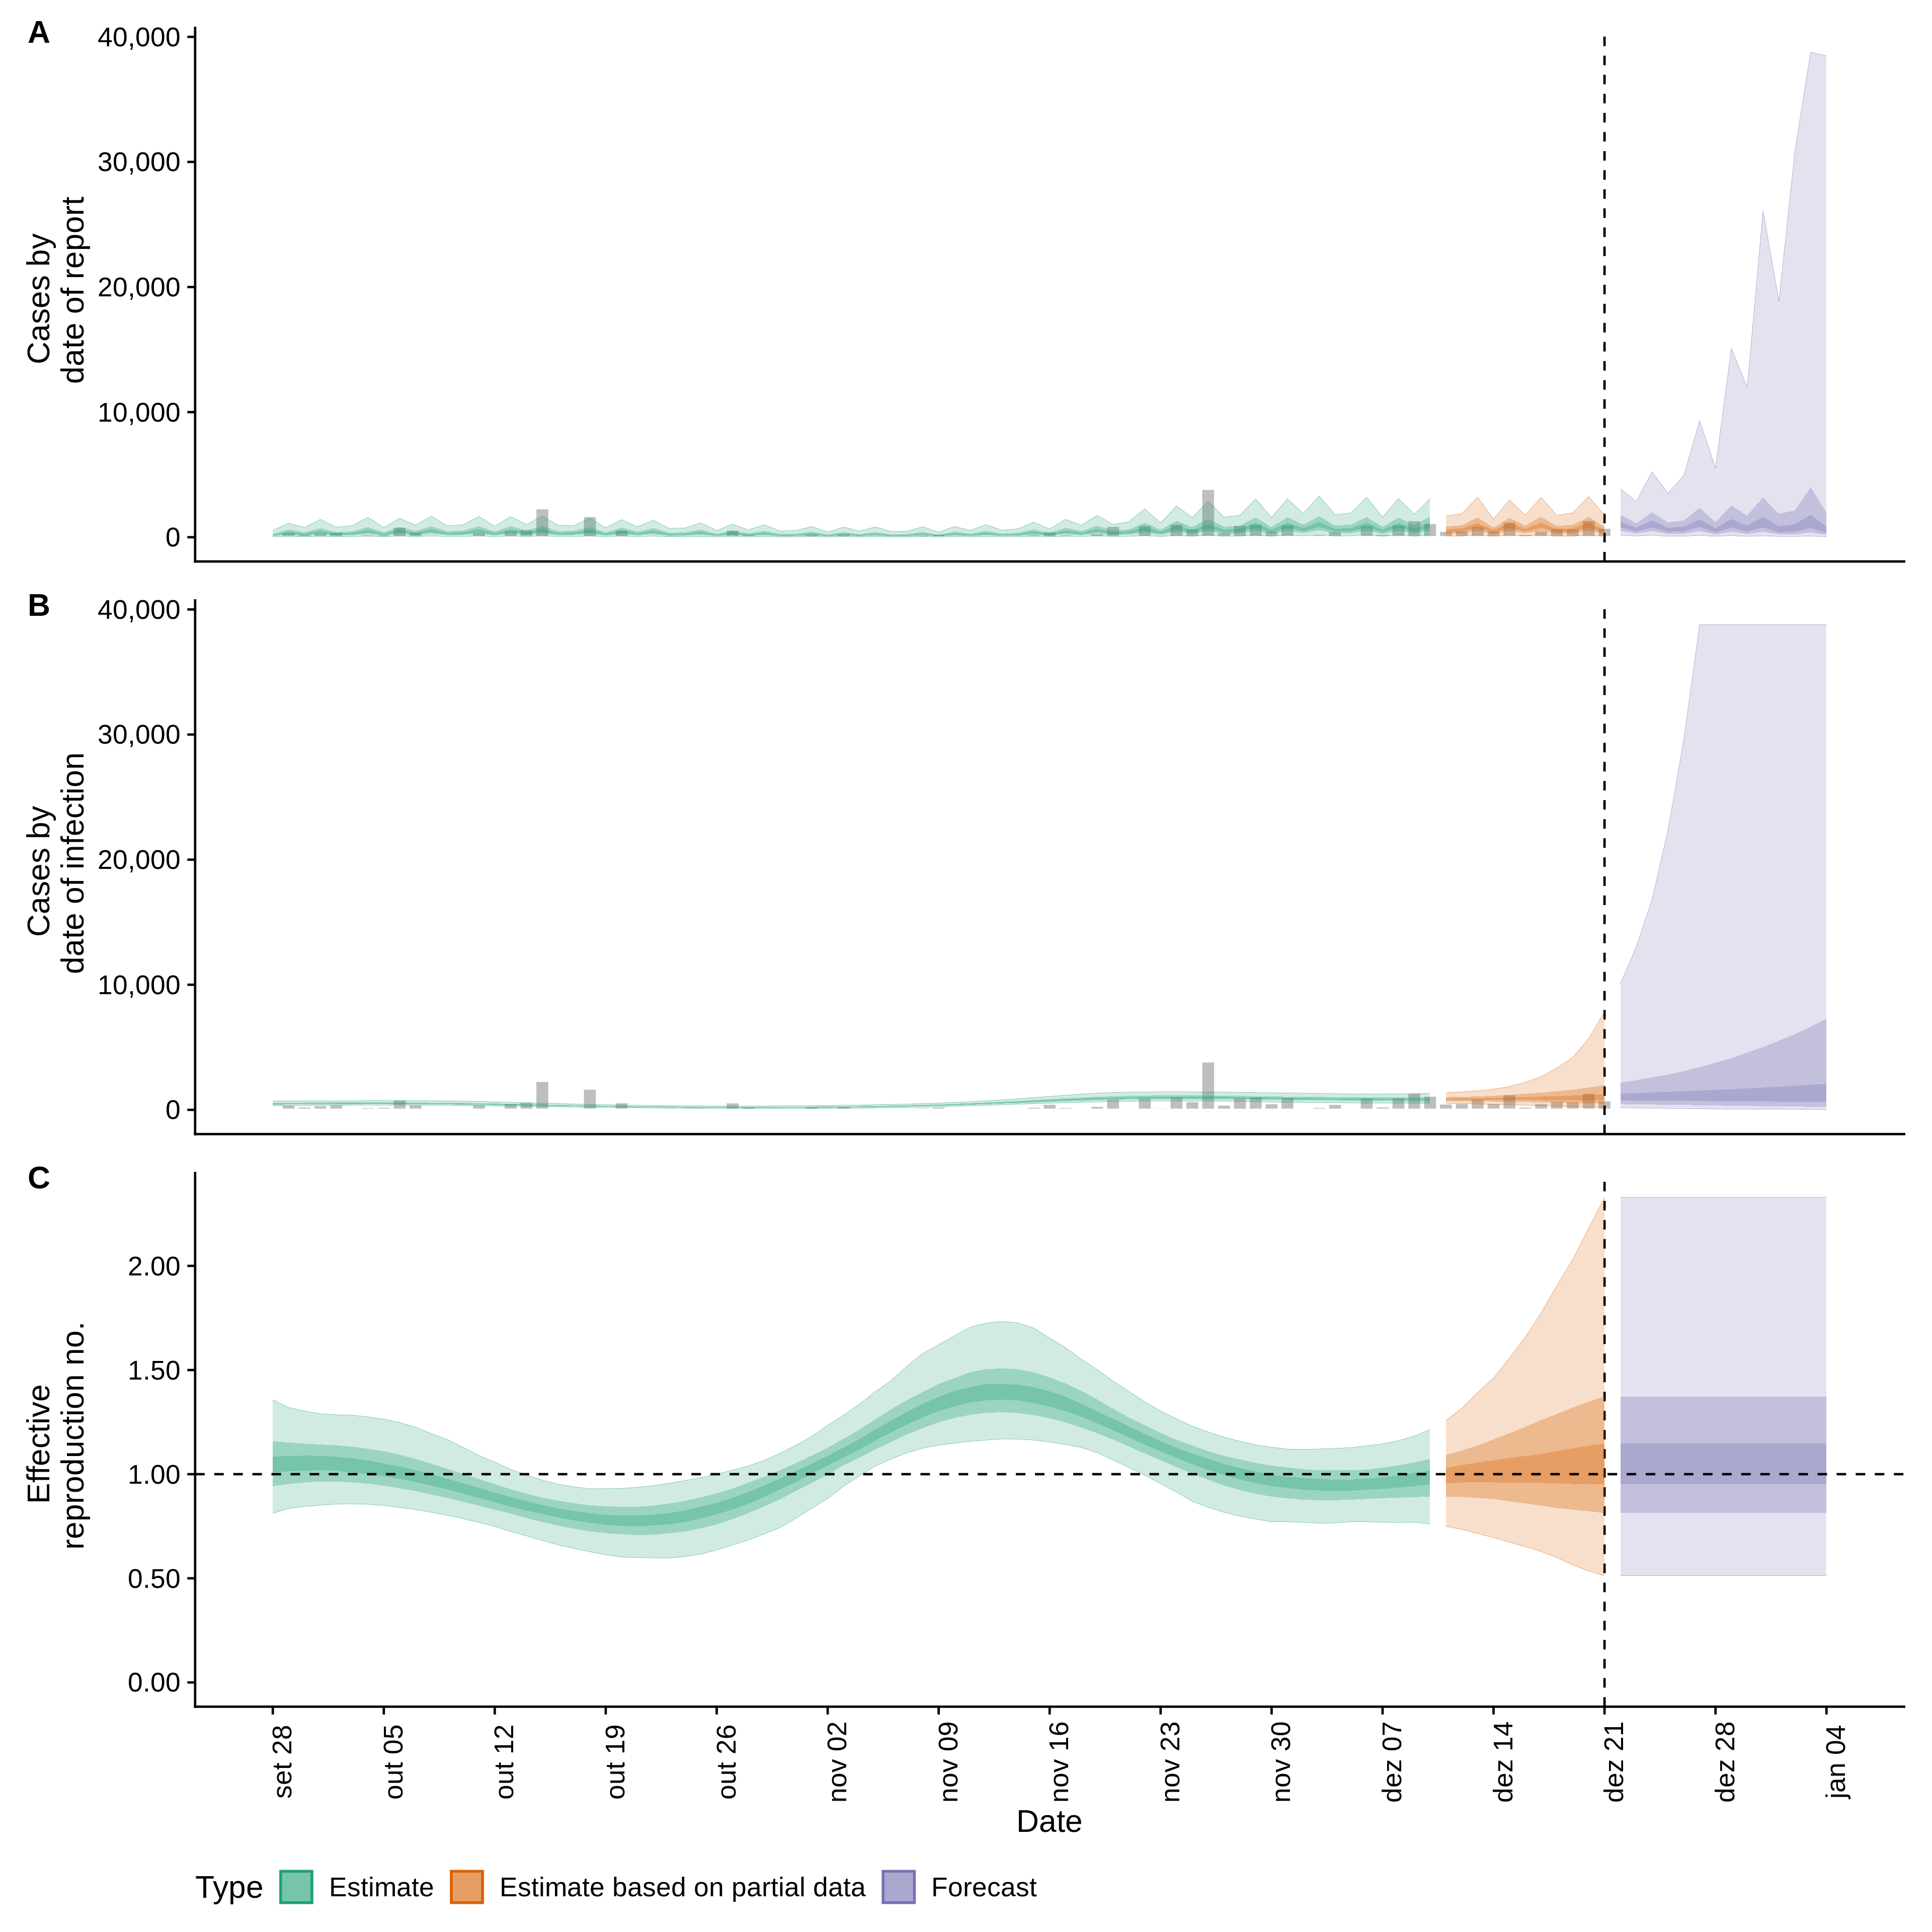 A
40,000
30,000
20,000
10,000
0
Cases by
date of report
B
40,000
30,000
20,000
10,000
0
Cases by
date of infection
C
2.00
1.50
1.00
0.50
0.00
Effective
reproduction no.
set 28
out 05
out 12
out 19
out 26
nov 02
nov 09
nov 16
nov 23
nov 30
dez 07
dez 14
dez 21
dez 28
jan 04
Date
Type Estimate Estimate based on partial data Forecast